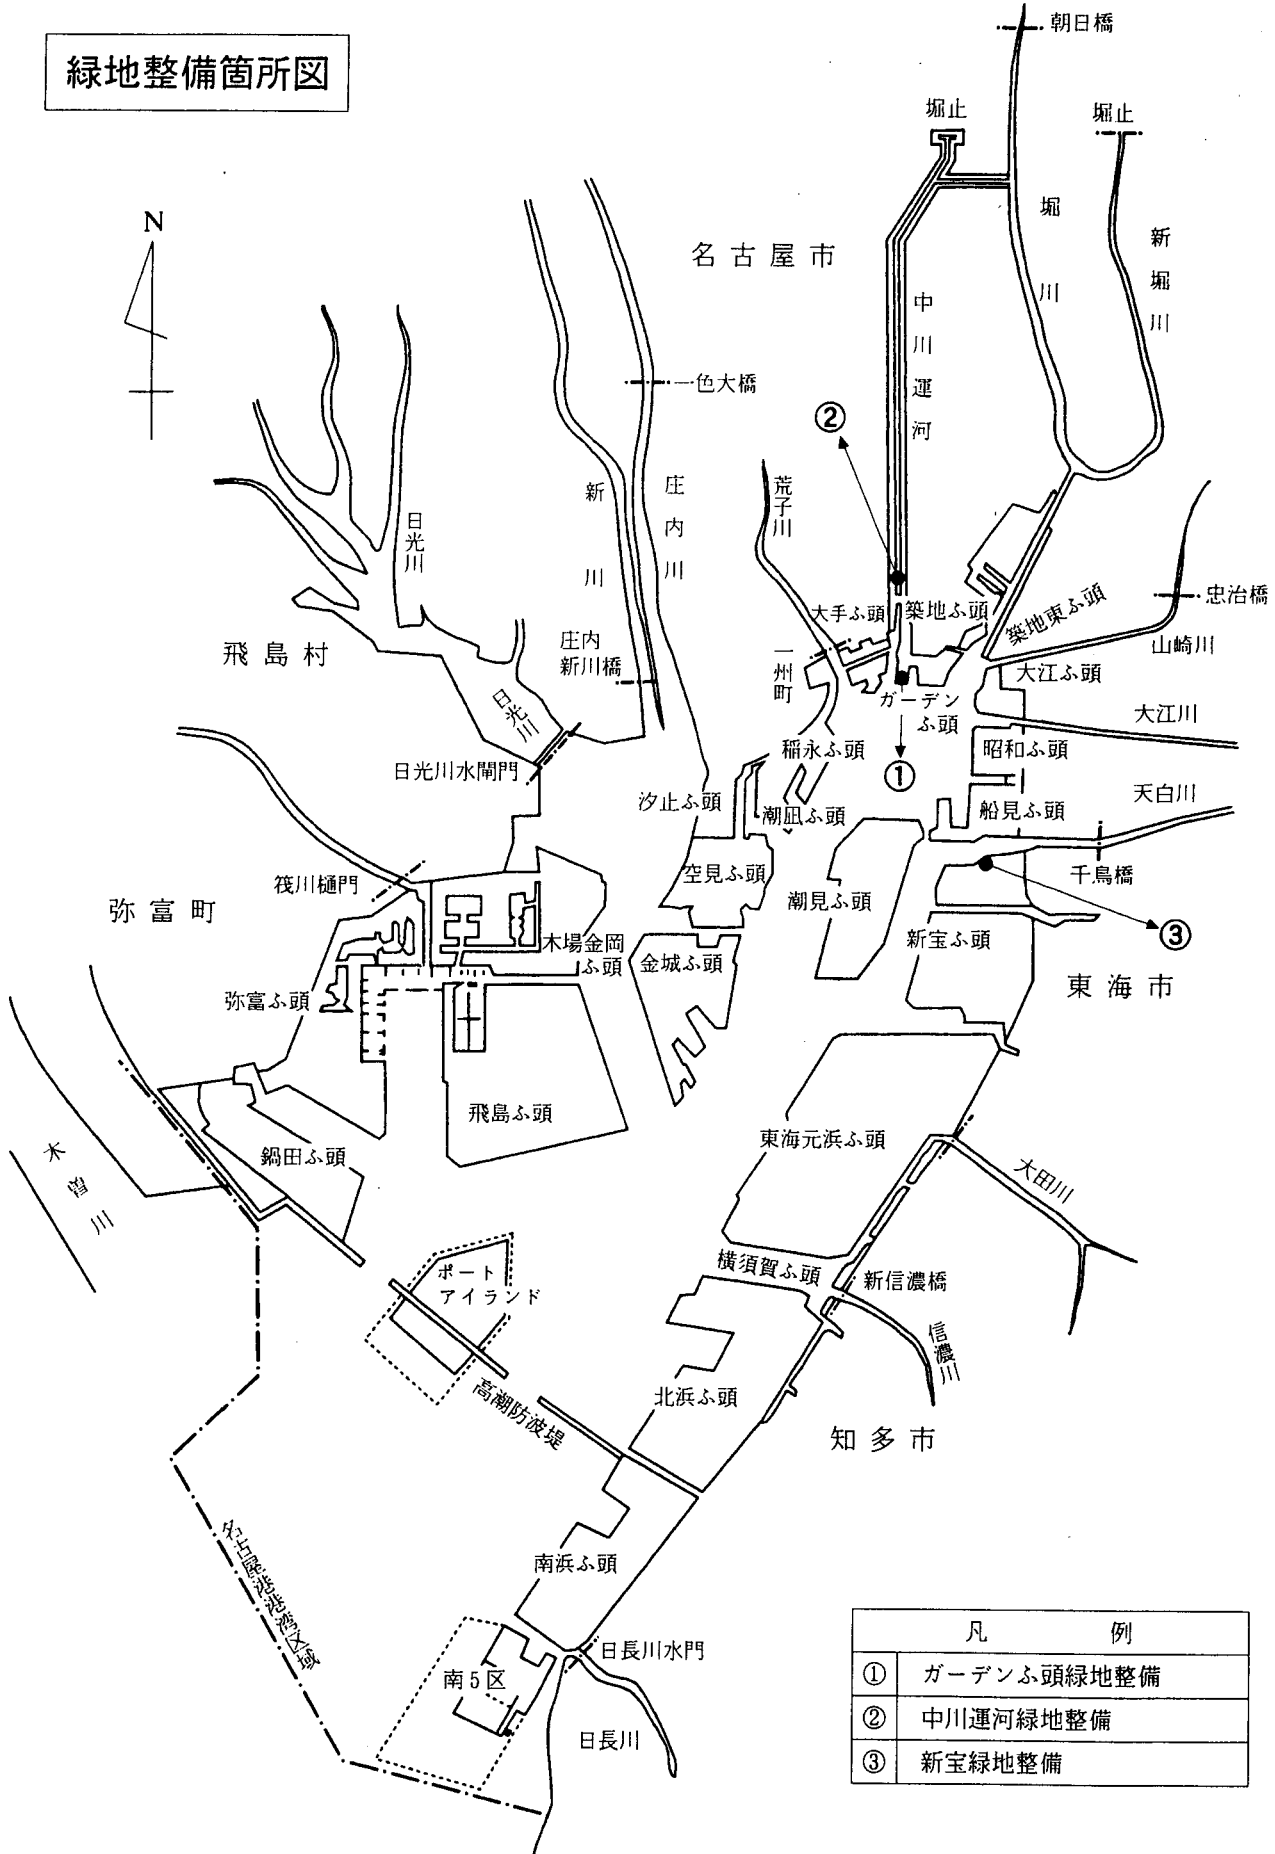 緑地整備箇所図
朝日橋
堀止
堀止
N
名古屋市
堀川
新堀川
中川運河
一色大橋
②
新川
庄内川
荒子川
日光川
忠治橋
大手ふ頭
築地ふ頭
築地東ふ頭
山崎川
飛島村
庄内
新川橋
一州町
大江ふ頭
日光川
ガーデン
ふ頭
大江川
稲永ふ頭
昭和ふ頭
日光川水閘門
①
汐止ふ頭
潮凪ふ頭
船見ふ頭
天白川
筏川樋門
空見ふ頭
潮見ふ頭
千鳥橋
弥富町
木場金岡
ふ頭
金城ふ頭
新宝ふ頭
③
弥富ふ頭
東海市
飛島ふ頭
東海元浜ふ頭
鍋田ふ頭
木曽川
大田川
ポート
アイランド
横須賀ふ頭
新信濃橋
信濃川
高潮防波堤
北浜ふ頭
知多市
名古屋港港湾区域
南浜ふ頭
日長川水門
南5区
日長川
凡例
① ガーデンふ頭緑地整備
② 中川運河緑地整備
③ 新宝緑地整備